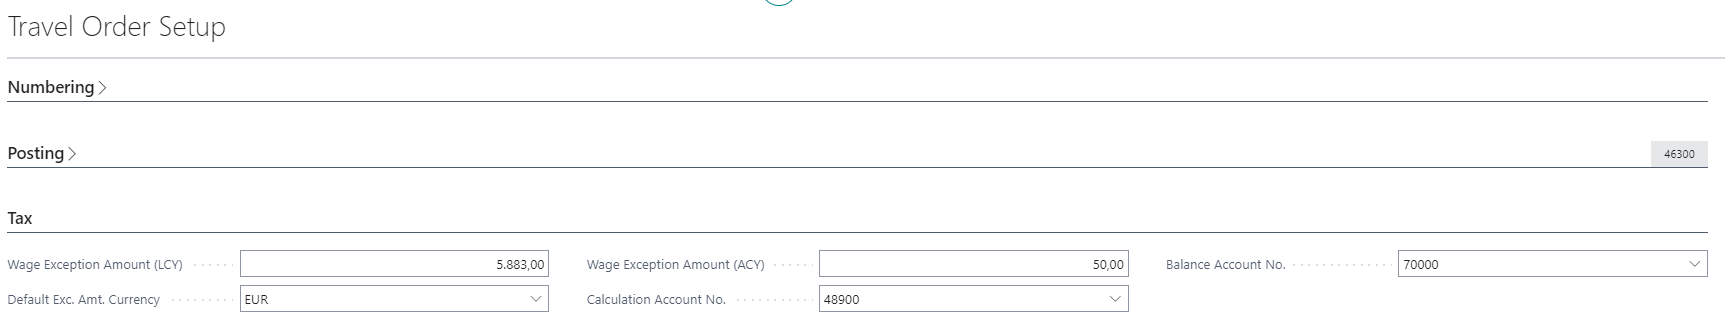 Travel Order Setup
Numbering
Posting 46300
Tax
Wage Exception Amount (LCY) 5.883,00 Wage Exception Amount (ACY) 50,00 Balance Account No. 70000
Default Exc. Amt. Currency EUR Calculation Account No. 48900